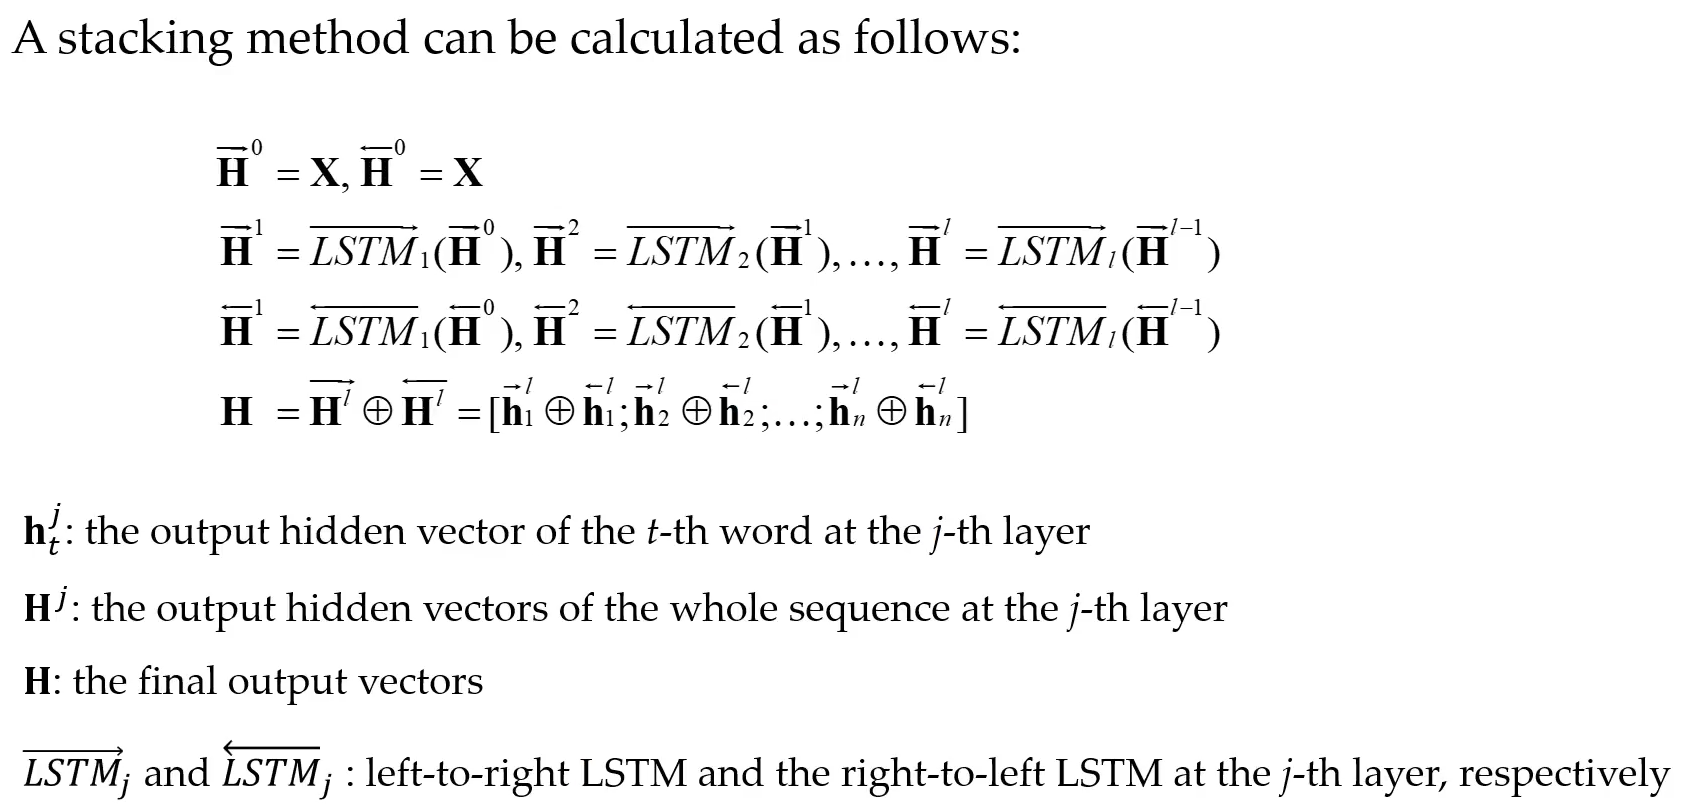 A stacking method can be calculated as follows:
$\overrightarrow{\mathbf{H}}^{0} = \mathbf{X}, \overleftarrow{\mathbf{H}}^{0} = \mathbf{X}$
$\overrightarrow{\mathbf{H}}^{1} = \overrightarrow{LSTM}_{1}(\overrightarrow{\mathbf{H}}^{0}), \overrightarrow{\mathbf{H}}^{2} = \overrightarrow{LSTM}_{2}(\overrightarrow{\mathbf{H}}^{1}), \ldots, \overrightarrow{\mathbf{H}}^{l} = \overrightarrow{LSTM}_{l}(\overrightarrow{\mathbf{H}}^{l-1})$
$\overleftarrow{\mathbf{H}}^{1} = \overleftarrow{LSTM}_{1}(\overleftarrow{\mathbf{H}}^{0}), \overleftarrow{\mathbf{H}}^{2} = \overleftarrow{LSTM}_{2}(\overleftarrow{\mathbf{H}}^{1}), \ldots, \overleftarrow{\mathbf{H}}^{l} = \overleftarrow{LSTM}_{l}(\overleftarrow{\mathbf{H}}^{l-1})$
$\mathbf{H} = \overrightarrow{\mathbf{H}^{l}} \oplus \overleftarrow{\mathbf{H}^{l}} = [\overrightarrow{\mathbf{h}}_{1}^{l} \oplus \overleftarrow{\mathbf{h}}_{1}^{l}; \overrightarrow{\mathbf{h}}_{2}^{l} \oplus \overleftarrow{\mathbf{h}}_{2}^{l}; \ldots; \overrightarrow{\mathbf{h}}_{n}^{l} \oplus \overleftarrow{\mathbf{h}}_{n}^{l}]$
$\mathbf{h}_{t}^{j}$: the output hidden vector of the t-th word at the j-th layer
$\mathbf{H}^{j}$: the output hidden vectors of the whole sequence at the j-th layer
$\mathbf{H}$: the final output vectors
$\overrightarrow{LSTM}_{j}$ and $\overleftarrow{LSTM}_{j}$ : left-to-right LSTM and the right-to-left LSTM at the j-th layer, respectively